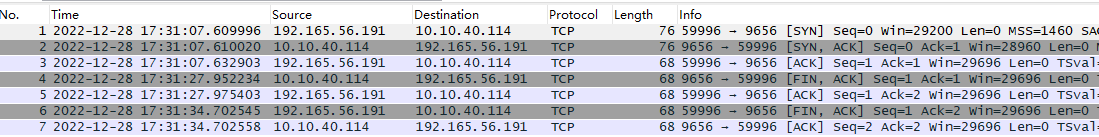 No. Time Source Destination Protocol Length Info
1 2022-12-28 17:31:07.609996 192.165.56.191 10.10.40.114 TCP 76 59996 → 9656 [SYN] Seq=0 Win=29200 Len=0 MSS=1460 SAC
2 2022-12-28 17:31:07.610020 10.10.40.114 192.165.56.191 TCP 76 9656 → 59996 [SYN, ACK] Seq=0 Ack=1 Win=28960 Len=0 M
3 2022-12-28 17:31:07.632903 192.165.56.191 10.10.40.114 TCP 68 59996 → 9656 [ACK] Seq=1 Ack=1 Win=29696 Len=0 TSval=
4 2022-12-28 17:31:27.952234 10.10.40.114 192.165.56.191 TCP 68 9656 → 59996 [FIN, ACK] Seq=1 Ack=1 Win=29696 Len=0
5 2022-12-28 17:31:27.975403 192.165.56.191 10.10.40.114 TCP 68 59996 → 9656 [ACK] Seq=1 Ack=2 Win=29696 Len=0 TSval=
6 2022-12-28 17:31:34.702545 192.165.56.191 10.10.40.114 TCP 68 59996 → 9656 [FIN, ACK] Seq=1 Ack=2 Win=29696 Len=0
7 2022-12-28 17:31:34.702558 10.10.40.114 192.165.56.191 TCP 68 9656 → 59996 [ACK] Seq=2 Ack=2 Win=29696 Len=0 TSval=